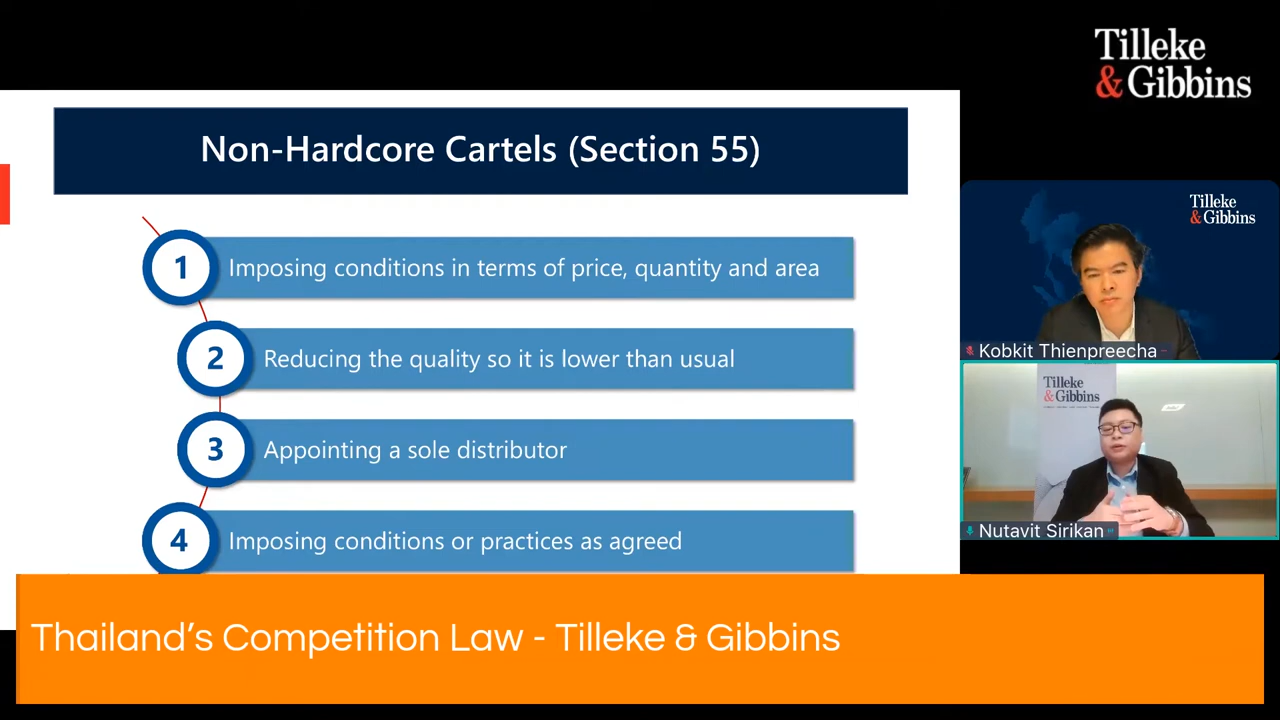 Tilleke
& Gibbins
Non-Hardcore Cartels (Section 55)
1 Imposing conditions in terms of price, quantity and area
2 Reducing the quality so it is lower than usual
3 Appointing a sole distributor
4 Imposing conditions or practices as agreed
Tilleke
& Gibbins
Kobkit Thienpreecha
Tilleke
& Gibbins
Nutavit Sirikan
Thailand’s Competition Law - Tilleke & Gibbins